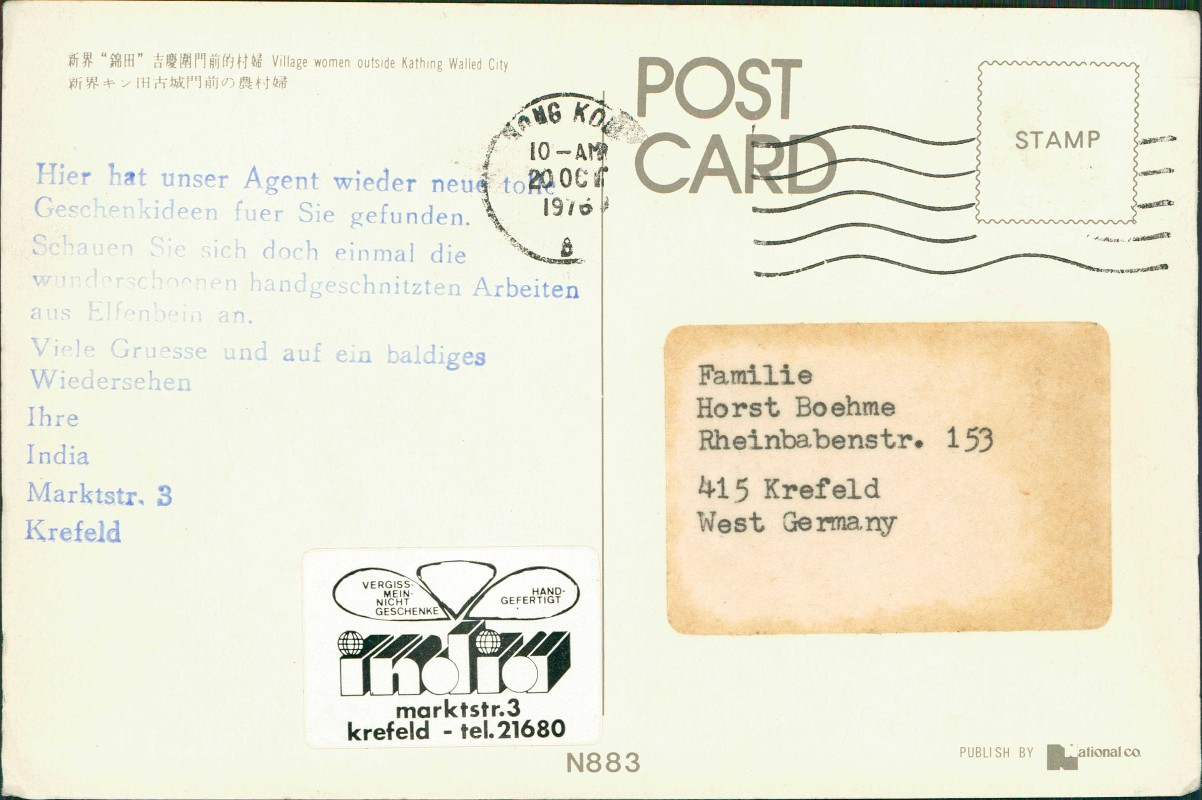 新界“錦田”吉慶圍門前的村婦 Village women outside Kathing Walled City
新界キン田古城門前の農村婦
Hier hat unser Agent wieder neue tolle
Geschenkideen fuer Sie gefunden.
Schauen Sie sich doch einmal die
wunderschoenen handgeschnitzten Arbeiten
aus Elfenbein an.
Viele Gruesse und auf ein baldiges
Wiedersehen
Ihre
India
Marktstr. 3
Krefeld
VERGISS-
MEIN-
NICHT
GESCHENKE
HAND-
GEFERTIGT
india
marktstr.3
krefeld - tel.21680
N883
HONG KONG
10-AM
20 OCT
1976
8
POST
CARD
STAMP
Familie
Horst Boehme
Rheinbabenstr. 153
415 Krefeld
West Germany
PUBLISH BY National co.